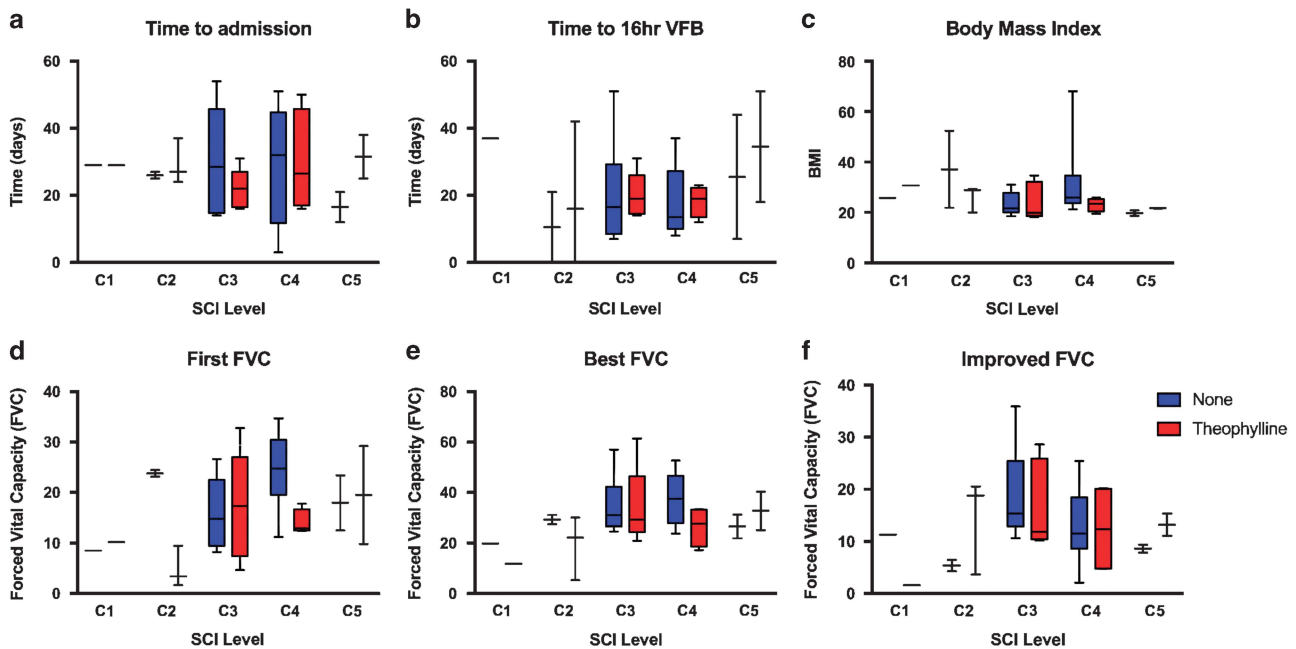 a Time to admission
60
40
20
0
Time (days)
C1 C2 C3 C4 C5
SCI Level
b Time to 16hr VFB
60
40
20
0
Time (days)
C1 C2 C3 C4 C5
SCI Level
c Body Mass Index
80
60
40
20
0
BMI
C1 C2 C3 C4 C5
SCI Level
d First FVC
40
30
20
10
0
Forced Vital Capacity (FVC)
C1 C2 C3 C4 C5
SCI Level
e Best FVC
80
60
40
20
0
Forced Vital Capacity (FVC)
C1 C2 C3 C4 C5
SCI Level
f Improved FVC
40
30
20
10
0
Forced Vital Capacity (FVC)
C1 C2 C3 C4 C5
SCI Level
None
Theophylline